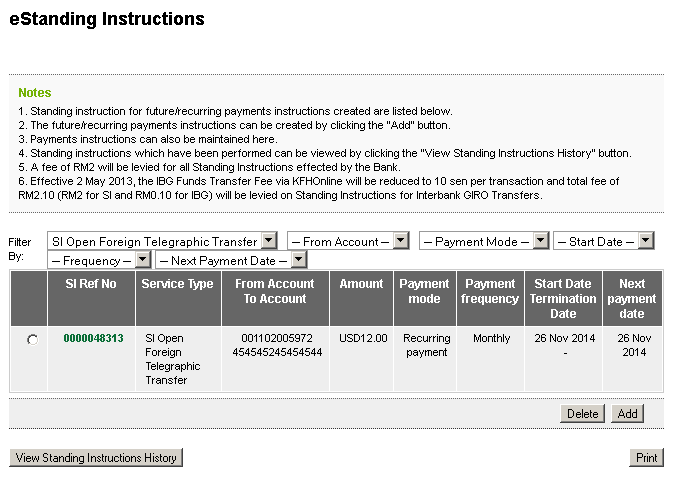 eStanding Instructions
Notes
1. Standing instruction for future/recurring payments instructions created are listed below.
2. The future/recurring payments instructions can be created by clicking the "Add" button.
3. Payments instructions can also be maintained here.
4. Standing instructions which have been performed can be viewed by clicking the "View Standing Instructions History" button.
5. A fee of RM2 will be levied for all Standing Instructions effected by the Bank.
6. Effective 2 May 2013, the IBG Funds Transfer Fee via KFHOnline will be reduced to 10 sen per transaction and total fee of
RM2.10 (RM2 for SI and RM0.10 for IBG) will be levied on Standing Instructions for Interbank GIRO Transfers.
Filter By: SI Open Foreign Telegraphic Transfer -- From Account -- -- Payment Mode -- -- Start Date --
-- Frequency -- -- Next Payment Date --
SI Ref No Service Type From Account To Account Amount Payment mode Payment frequency Start Date Termination Date Next payment date
0000048313 SI Open Foreign Telegraphic Transfer 001102005972 454545245454544 USD12.00 Recurring payment Monthly 26 Nov 2014 - 26 Nov 2014
Delete Add
View Standing Instructions History Print